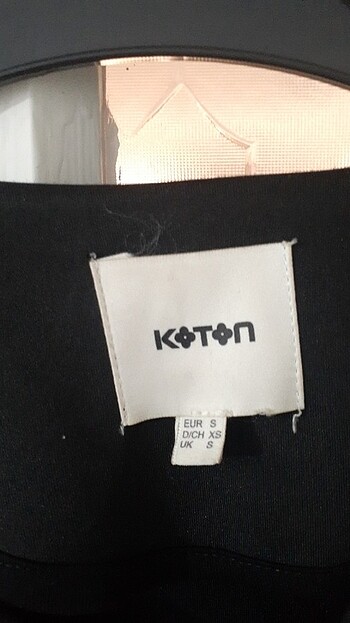 KOTON
EUR S
D/CH XS
UK S